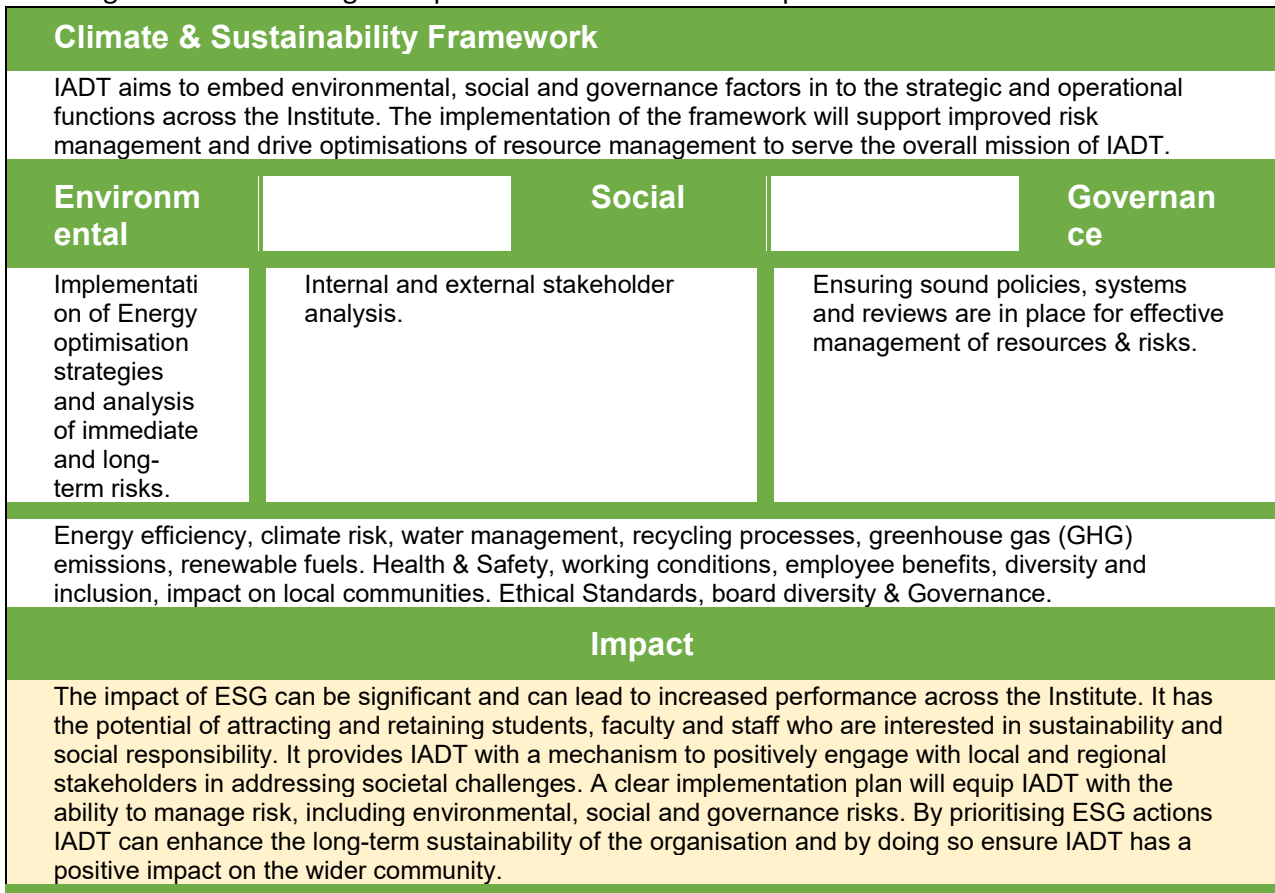 Climate & Sustainability Framework
IADT aims to embed environmental, social and governance factors in to the strategic and operational
functions across the Institute. The implementation of the framework will support improved risk
management and drive optimisations of resource management to serve the overall mission of IADT.
Environm
ental
Social
Governan
ce
Implementati
on of Energy
optimisation
strategies
and analysis
of immediate
and long-
term risks.
Internal and external stakeholder
analysis.
Ensuring sound policies, systems
and reviews are in place for effective
management of resources & risks.
Energy efficiency, climate risk, water management, recycling processes, greenhouse gas (GHG)
emissions, renewable fuels. Health & Safety, working conditions, employee benefits, diversity and
inclusion, impact on local communities. Ethical Standards, board diversity & Governance.
Impact
The impact of ESG can be significant and can lead to increased performance across the Institute. It has
the potential of attracting and retaining students, faculty and staff who are interested in sustainability and
social responsibility. It provides IADT with a mechanism to positively engage with local and regional
stakeholders in addressing societal challenges. A clear implementation plan will equip IADT with the
ability to manage risk, including environmental, social and governance risks. By prioritising ESG actions
IADT can enhance the long-term sustainability of the organisation and by doing so ensure IADT has a
positive impact on the wider community.